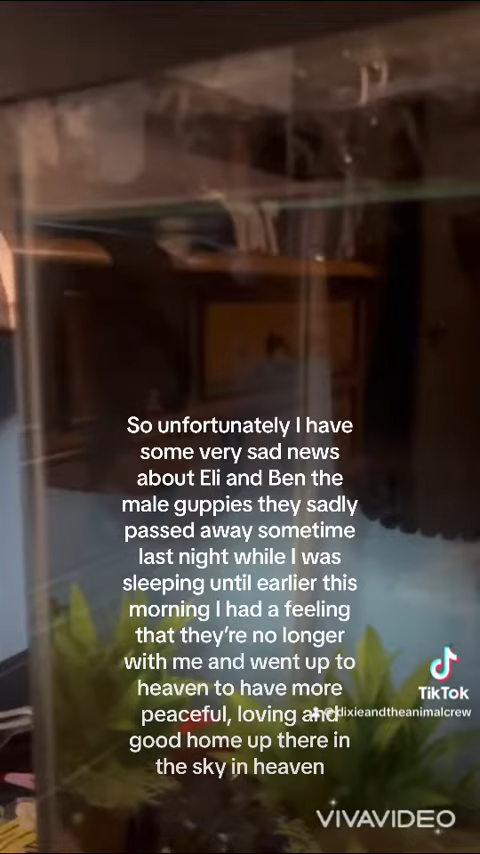 So unfortunately I have
some very sad news
about Eli and Ben the
male guppies they sadly
passed away sometime
last night while I was
sleeping until earlier this
morning I had a feeling
that they're no longer
with me and went up to
heaven to have more
peaceful, loving and
good home up there in
the sky in heaven
TikTok
@dixieandtheanimalcrew
VIVAVIDEO